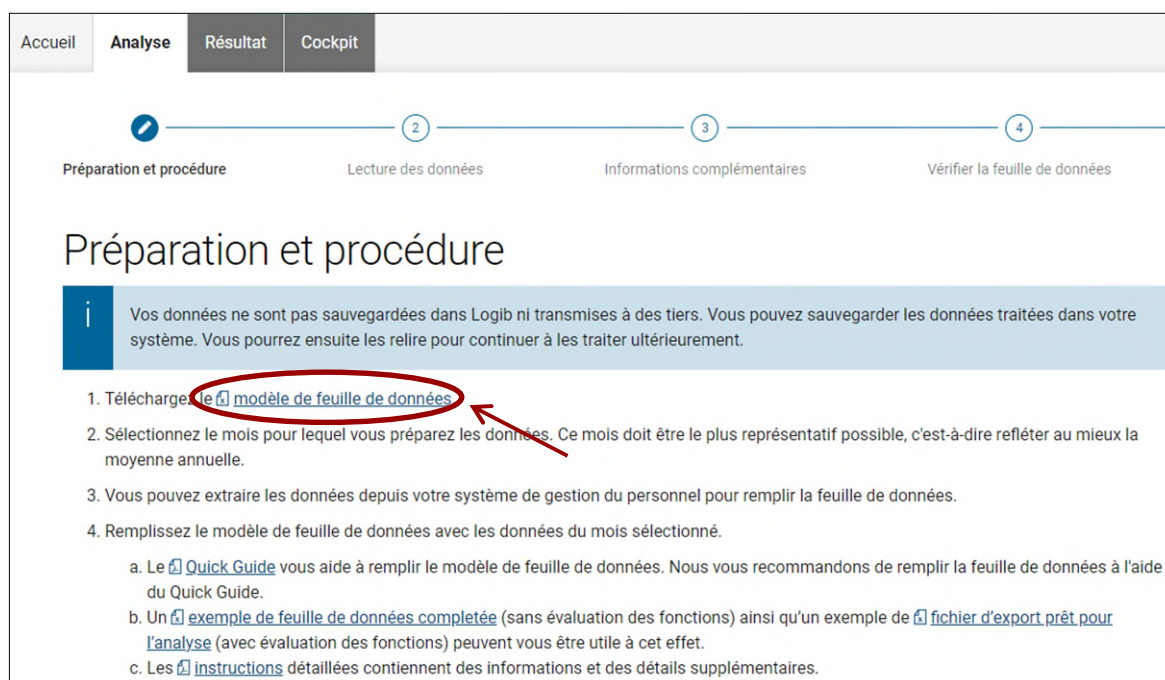 Accueil Analyse Résultat Cockpit
2 3 4
Préparation et procédure Lecture des données Informations complémentaires Vérifier la feuille de données
Préparation et procédure
i
Vos données ne sont pas sauvegardées dans Logib ni transmises à des tiers. Vous pouvez sauvegarder les données traitées dans votre
système. Vous pourrez ensuite les relire pour continuer à les traiter ultérieurement.
1. Téléchargez le modèle de feuille de données.
2. Sélectionnez le mois pour lequel vous préparez les données. Ce mois doit être le plus représentatif possible, c'est-à-dire refléter au mieux la
moyenne annuelle.
3. Vous pouvez extraire les données depuis votre système de gestion du personnel pour remplir la feuille de données.
4. Remplissez le modèle de feuille de données avec les données du mois sélectionné.
a. Le Quick Guide vous aide à remplir le modèle de feuille de données. Nous vous recommandons de remplir la feuille de données à l'aide
du Quick Guide.
b. Un exemple de feuille de données completée (sans évaluation des fonctions) ainsi qu'un exemple de fichier d'export prêt pour
l'analyse (avec évaluation des fonctions) peuvent vous être utile à cet effet.
c. Les instructions détaillées contiennent des informations et des détails supplémentaires.